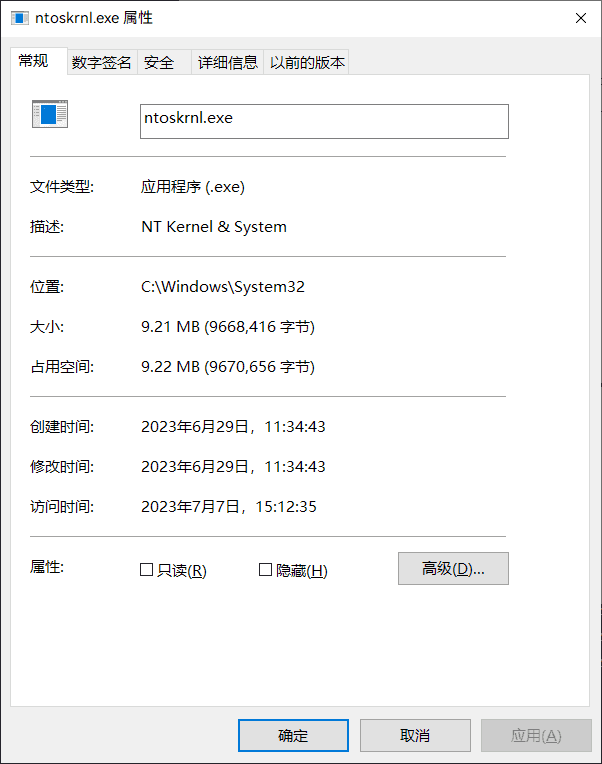 ntoskrnl.exe 属性
常规 数字签名 安全 详细信息 以前的版本
ntoskrnl.exe
文件类型: 应用程序 (.exe)
描述: NT Kernel & System
位置: C:\Windows\System32
大小: 9.21 MB (9668,416 字节)
占用空间: 9.22 MB (9670,656 字节)
创建时间: 2023年6月29日，11:34:43
修改时间: 2023年6月29日，11:34:43
访问时间: 2023年7月7日，15:12:35
属性: 只读(R) 隐藏(H) 高级(D)...
确定 取消 应用(A)